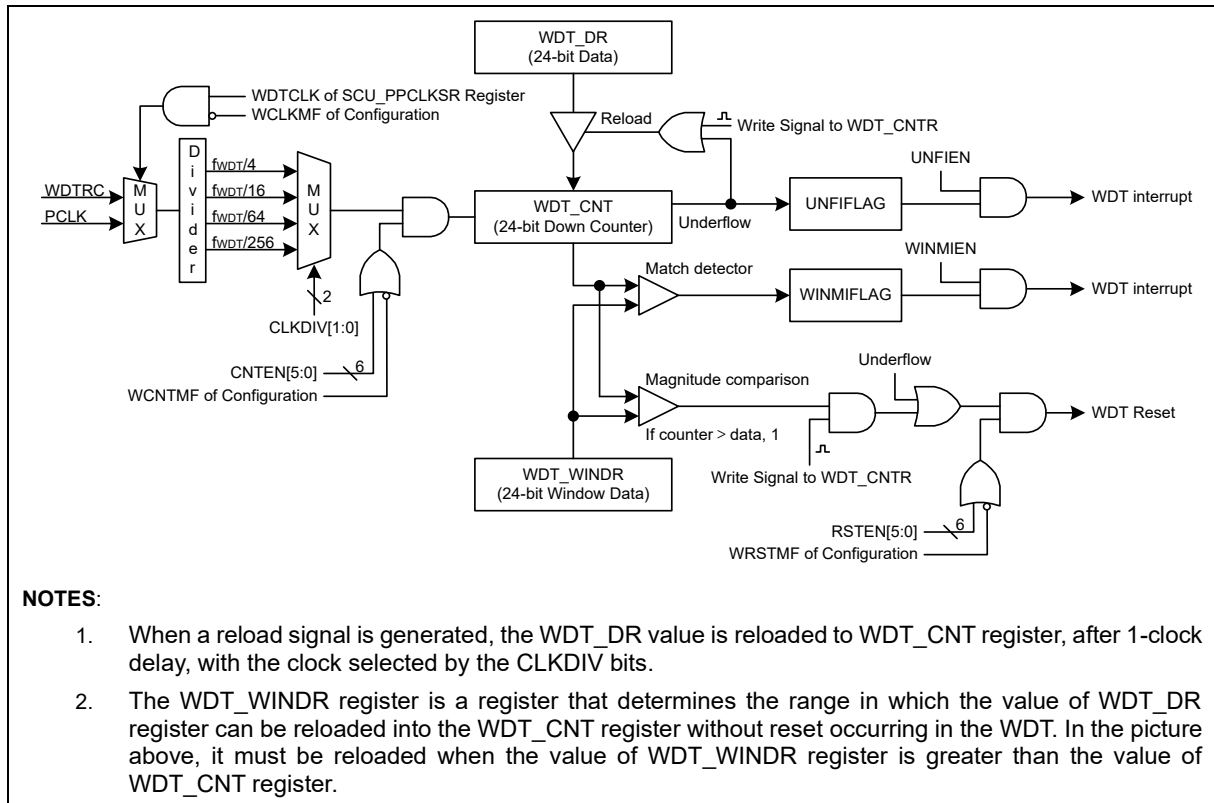 WDT_DR
(24-bit Data)
WDTCLK of SCU_PPCLKSR Register
WCLKMF of Configuration
Reload
Write Signal to WDT_CNTR
WDTRC
PCLK
MUX
Divider
fWDT/4
fWDT/16
fWDT/64
fWDT/256
MUX
2
CLKDIV[1:0]
CNTEN[5:0]
6
WCNTMF of Configuration
WDT_CNT
(24-bit Down Counter)
Underflow
UNFIFLAG
UNFIEN
WDT interrupt
Match detector
WINMIFLAG
WINMIEN
WDT interrupt
Magnitude comparison
If counter > data, 1
Underflow
WDT Reset
Write Signal to WDT_CNTR
WDT_WINDR
(24-bit Window Data)
RSTEN[5:0]
6
WRSTMF of Configuration
NOTES:
1. When a reload signal is generated, the WDT_DR value is reloaded to WDT_CNT register, after 1-clock
delay, with the clock selected by the CLKDIV bits.
2. The WDT_WINDR register is a register that determines the range in which the value of WDT_DR
register can be reloaded into the WDT_CNT register without reset occurring in the WDT. In the picture
above, it must be reloaded when the value of WDT_WINDR register is greater than the value of
WDT_CNT register.